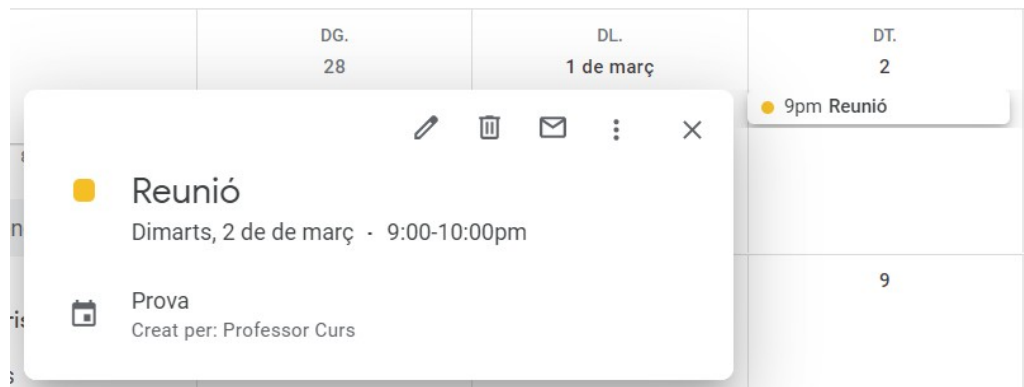 DG.
28
DL.
1 de març
DT.
2
9pm Reunió
Reunió
Dimarts, 2 de de març · 9:00-10:00pm
Prova
Creat per: Professor Curs
9